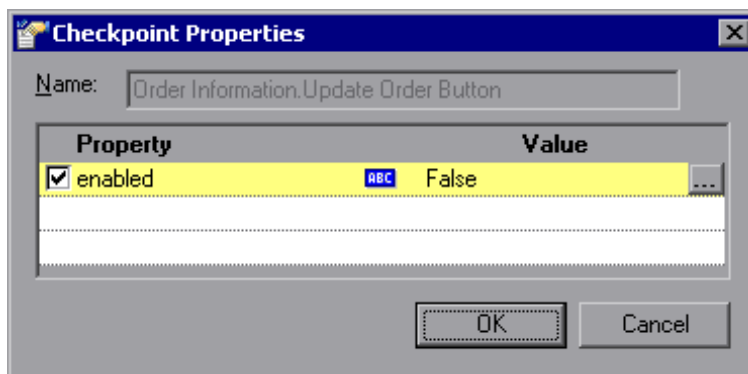 Checkpoint Properties
Name: Order Information.Update Order Button
Property Value
enabled ABC False ...
OK Cancel